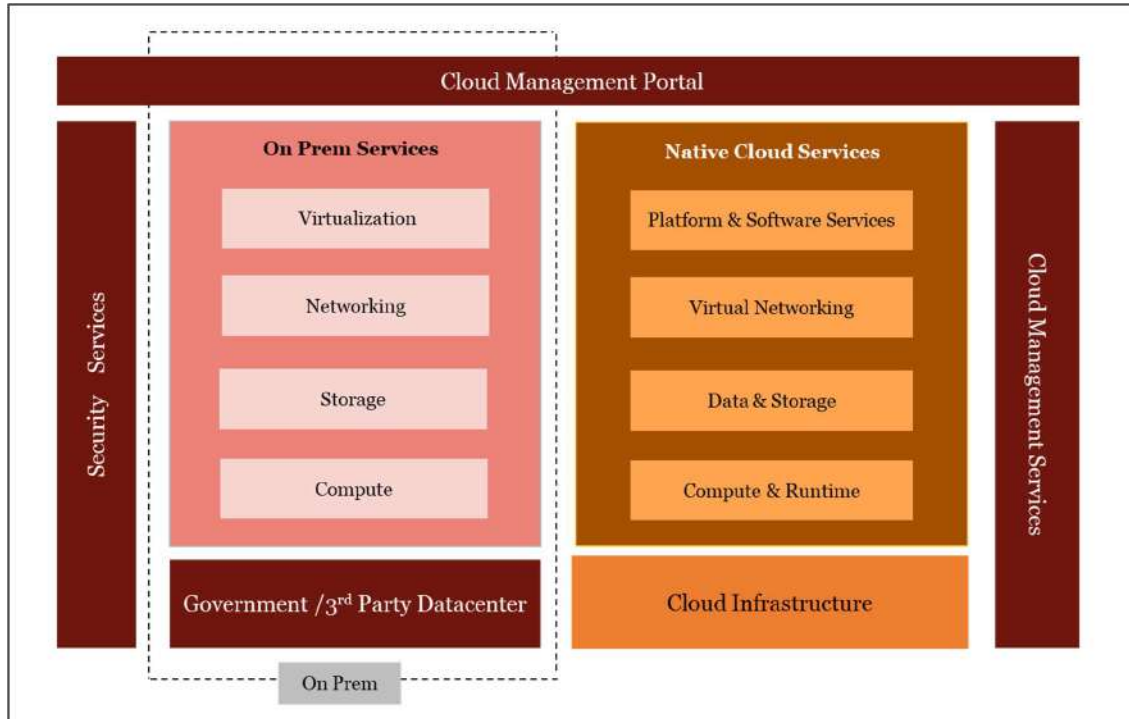 Cloud Management Portal
Security Services
On Prem Services
Virtualization
Networking
Storage
Compute
Government /3rd Party Datacenter
On Prem
Native Cloud Services
Platform & Software Services
Virtual Networking
Data & Storage
Compute & Runtime
Cloud Infrastructure
Cloud Management Services